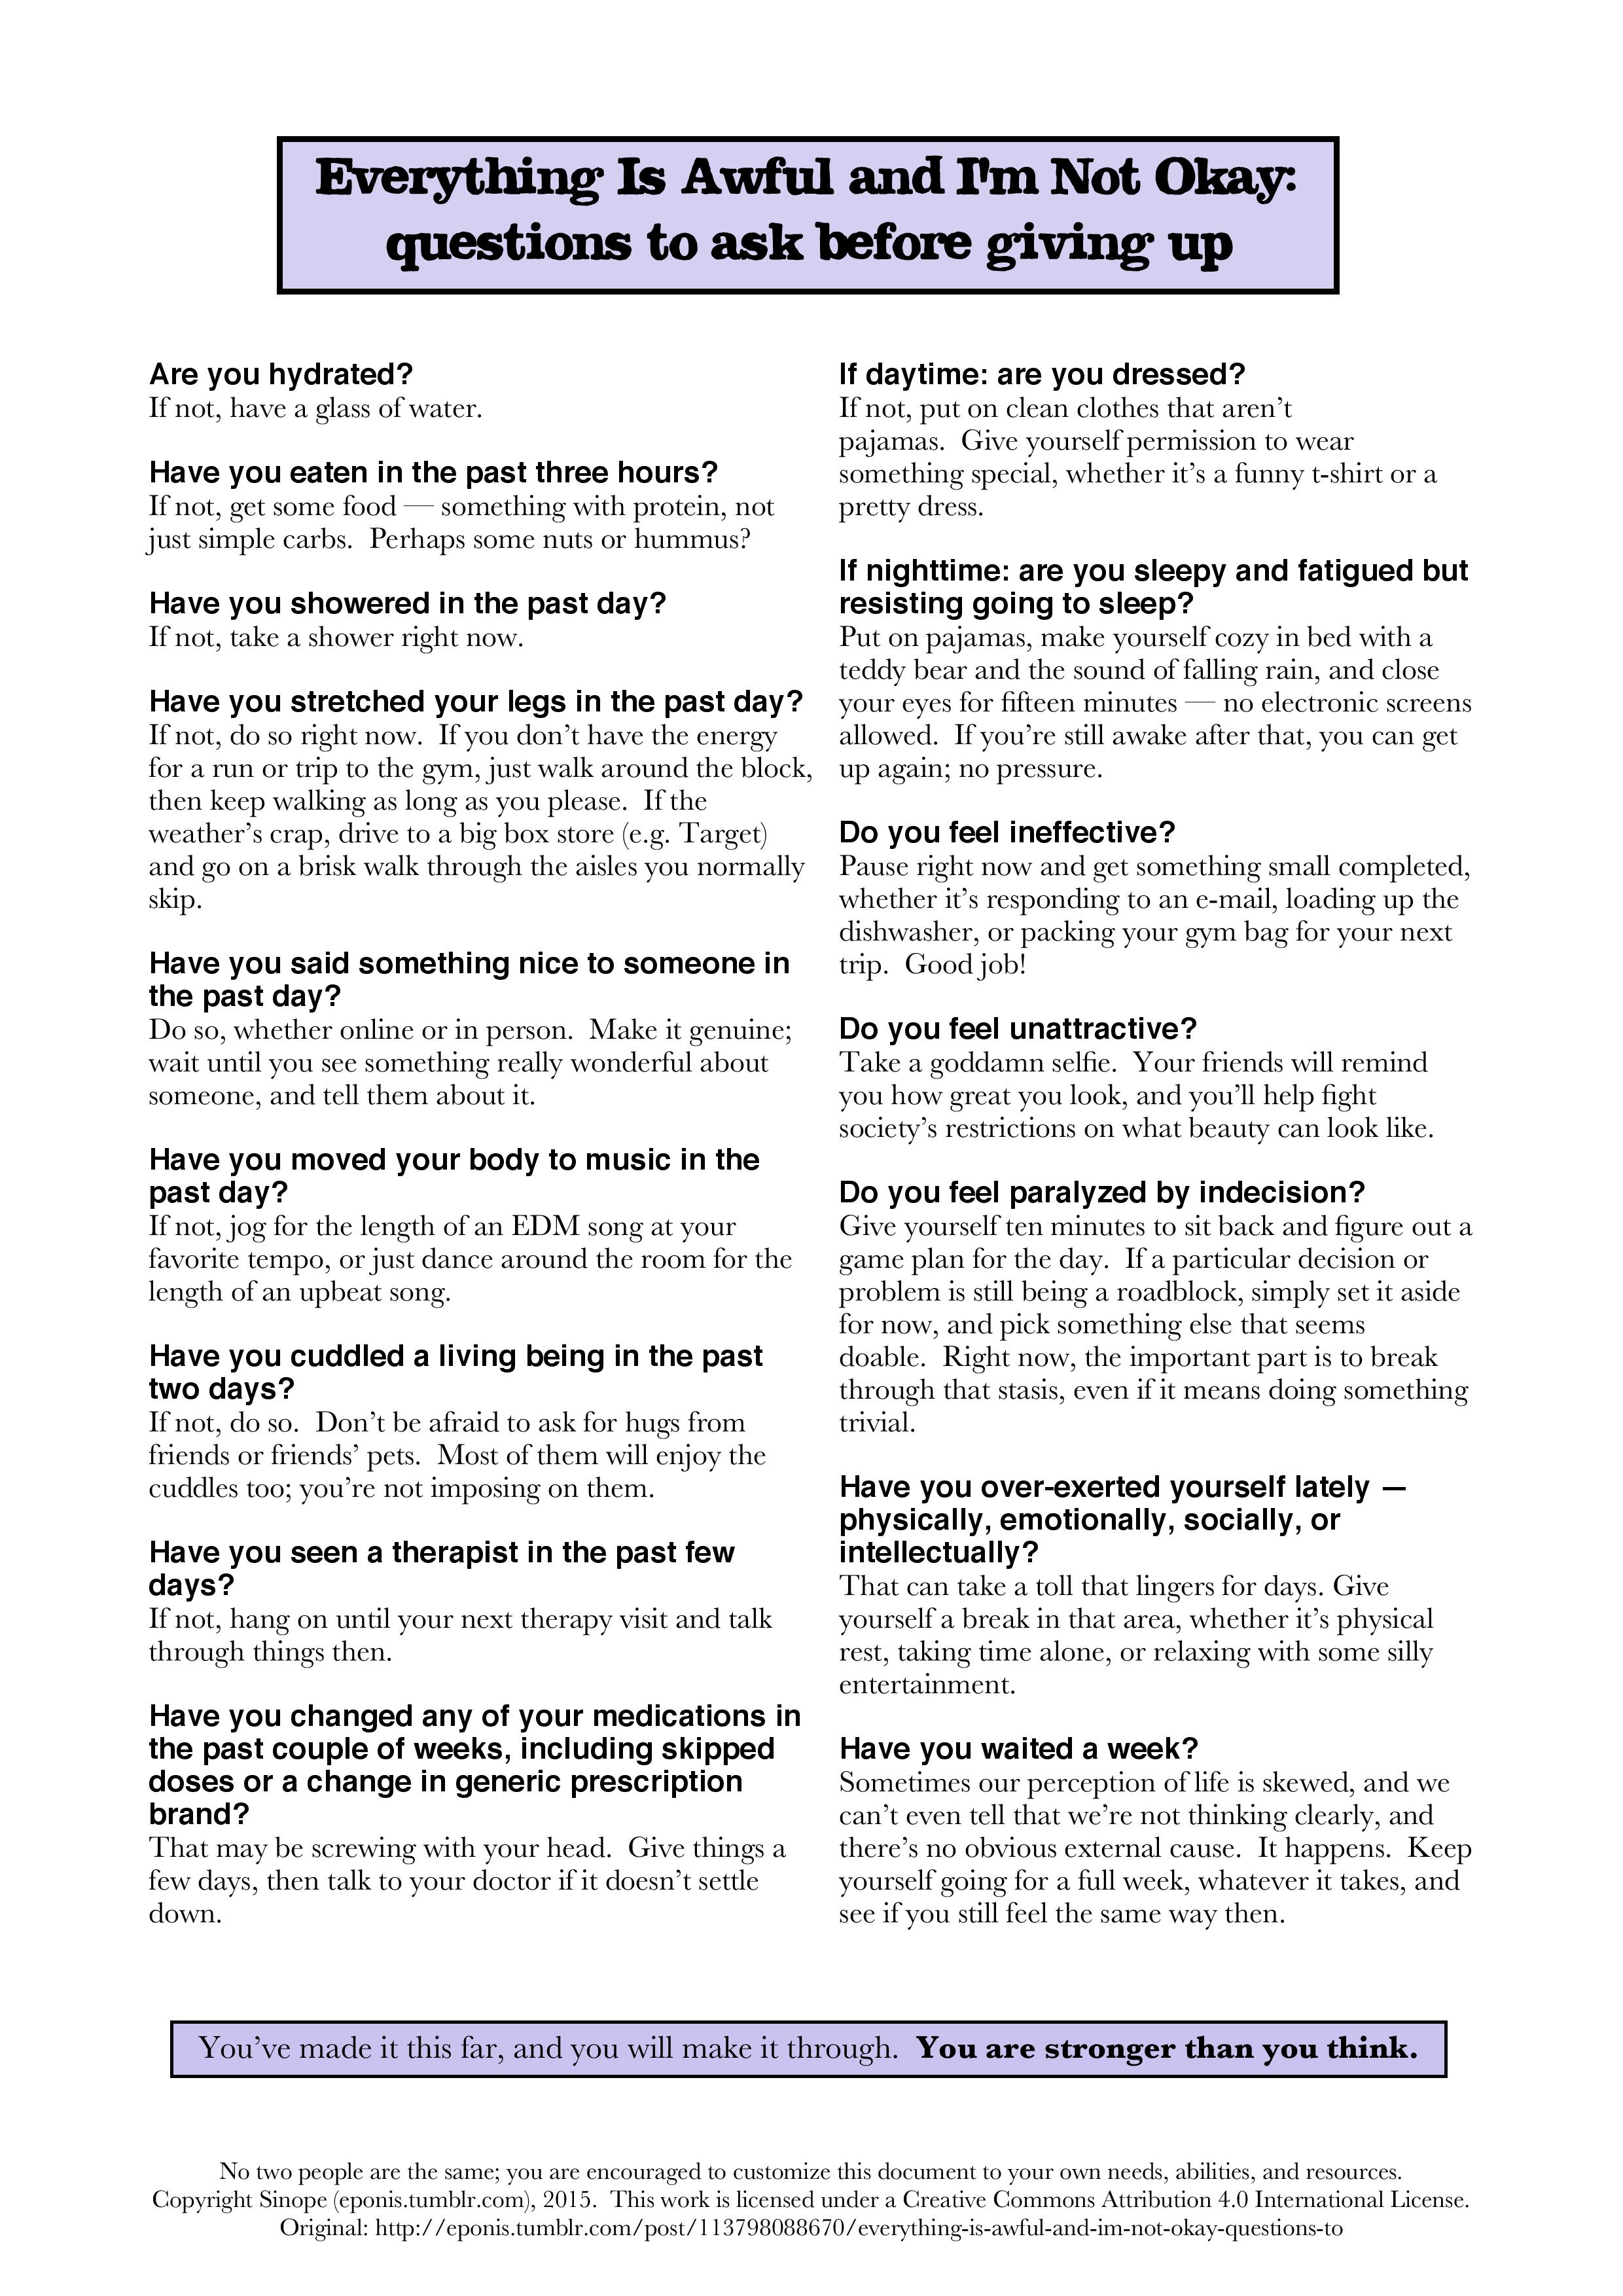 Everything Is Awful and I'm Not Okay:
questions to ask before giving up
Are you hydrated?
If not, have a glass of water.
Have you eaten in the past three hours?
If not, get some food — something with protein, not
just simple carbs.  Perhaps some nuts or hummus?
Have you showered in the past day?
If not, take a shower right now.
Have you stretched your legs in the past day?
If not, do so right now.  If you don’t have the energy
for a run or trip to the gym, just walk around the block,
then keep walking as long as you please.  If the
weather’s crap, drive to a big box store (e.g. Target)
and go on a brisk walk through the aisles you normally
skip.
Have you said something nice to someone in
the past day?
Do so, whether online or in person.  Make it genuine;
wait until you see something really wonderful about
someone, and tell them about it.
Have you moved your body to music in the
past day?
If not, jog for the length of an EDM song at your
favorite tempo, or just dance around the room for the
length of an upbeat song.
Have you cuddled a living being in the past
two days?
If not, do so.  Don’t be afraid to ask for hugs from
friends or friends’ pets.  Most of them will enjoy the
cuddles too; you’re not imposing on them.
Have you seen a therapist in the past few
days?
If not, hang on until your next therapy visit and talk
through things then.
Have you changed any of your medications in
the past couple of weeks, including skipped
doses or a change in generic prescription
brand?
That may be screwing with your head.  Give things a
few days, then talk to your doctor if it doesn’t settle
down.
If daytime: are you dressed?
If not, put on clean clothes that aren’t
pajamas.  Give yourself permission to wear
something special, whether it’s a funny t-shirt or a
pretty dress.
If nighttime: are you sleepy and fatigued but
resisting going to sleep?
Put on pajamas, make yourself cozy in bed with a
teddy bear and the sound of falling rain, and close
your eyes for fifteen minutes — no electronic screens
allowed.  If you’re still awake after that, you can get
up again; no pressure.
Do you feel ineffective?
Pause right now and get something small completed,
whether it’s responding to an e-mail, loading up the
dishwasher, or packing your gym bag for your next
trip.  Good job!
Do you feel unattractive?
Take a goddamn selfie.  Your friends will remind
you how great you look, and you’ll help fight
society’s restrictions on what beauty can look like.
Do you feel paralyzed by indecision?
Give yourself ten minutes to sit back and figure out a
game plan for the day.  If a particular decision or
problem is still being a roadblock, simply set it aside
for now, and pick something else that seems
doable.  Right now, the important part is to break
through that stasis, even if it means doing something
trivial.
Have you over-exerted yourself lately —
physically, emotionally, socially, or
intellectually?
That can take a toll that lingers for days. Give
yourself a break in that area, whether it’s physical
rest, taking time alone, or relaxing with some silly
entertainment.
Have you waited a week?
Sometimes our perception of life is skewed, and we
can’t even tell that we’re not thinking clearly, and
there’s no obvious external cause.  It happens.  Keep
yourself going for a full week, whatever it takes, and
see if you still feel the same way then.
You’ve made it this far, and you will make it through.  You are stronger than you think.
No two people are the same; you are encouraged to customize this document to your own needs, abilities, and resources.
Copyright Sinope (eponis.tumblr.com), 2015.  This work is licensed under a Creative Commons Attribution 4.0 International License.
Original: http://eponis.tumblr.com/post/113798088670/everything-is-awful-and-im-not-okay-questions-to